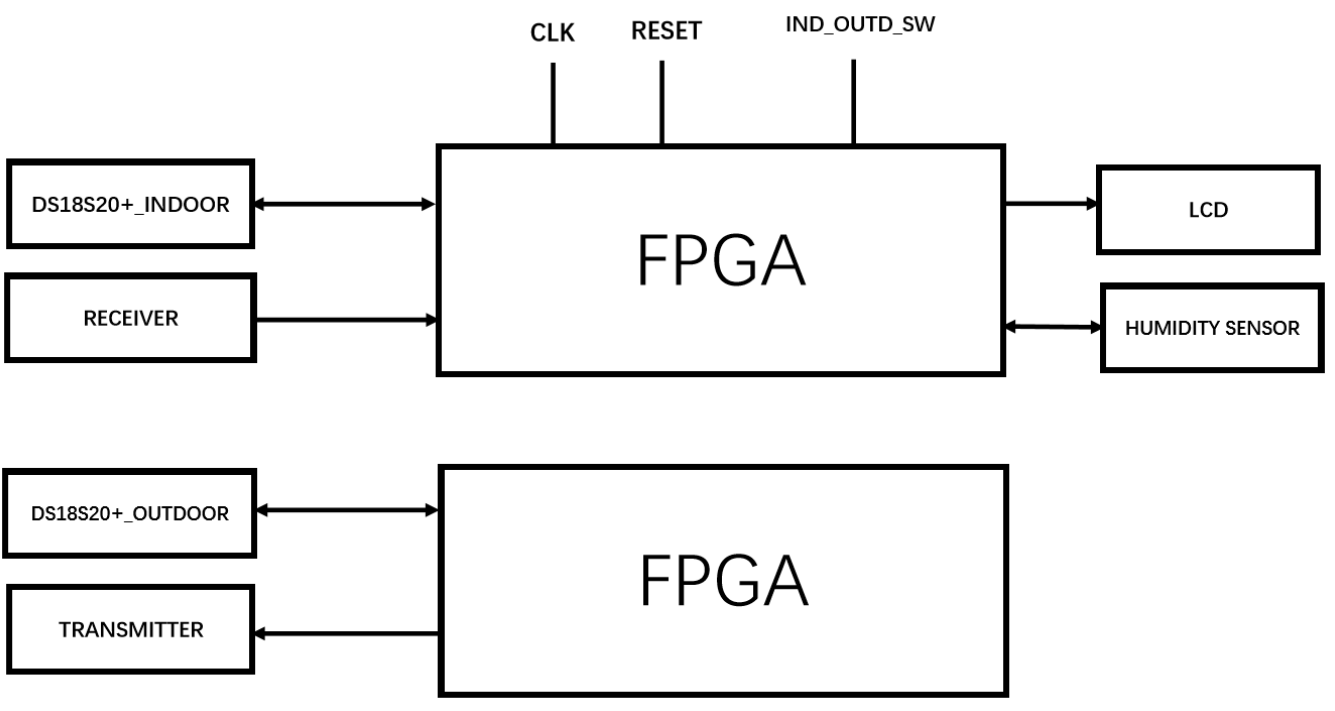 CLK
RESET
IND_OUTD_SW
DS18S20+_INDOOR
FPGA
LCD
RECEIVER
HUMIDITY SENSOR
DS18S20+_OUTDOOR
FPGA
TRANSMITTER